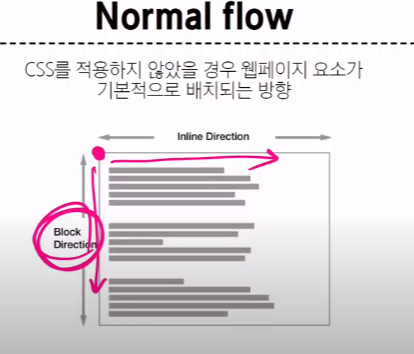 Normal flow
CSS를 적용하지 않았을 경우 웹페이지 요소가
기본적으로 배치되는 방향
Inline Direction
Block
Direction